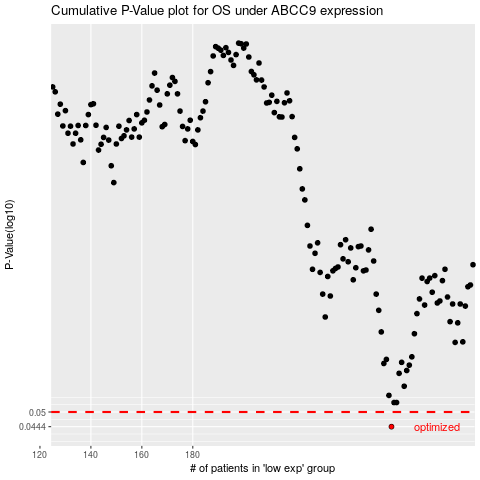 Cumulative P-Value plot for OS under ABCC9 expression
P-Value(log10)
0.05
0.0444
optimized
120 140 160 180
# of patients in 'low exp' group